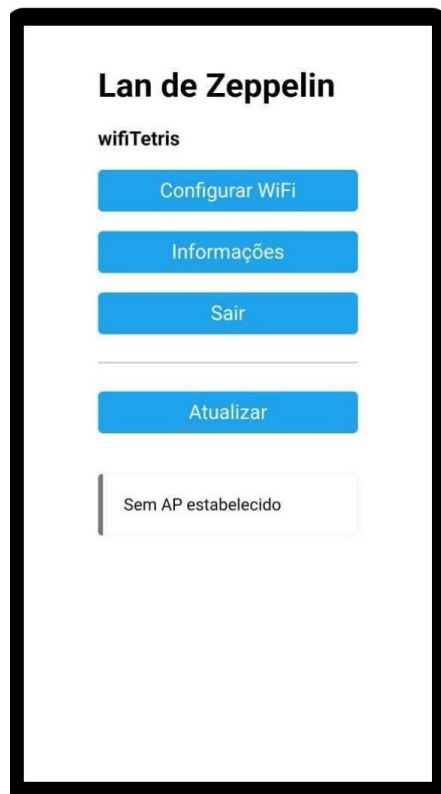 Lan de Zeppelin
wifiTetris
Configurar WiFi
Informações
Sair
Atualizar
Sem AP estabelecido